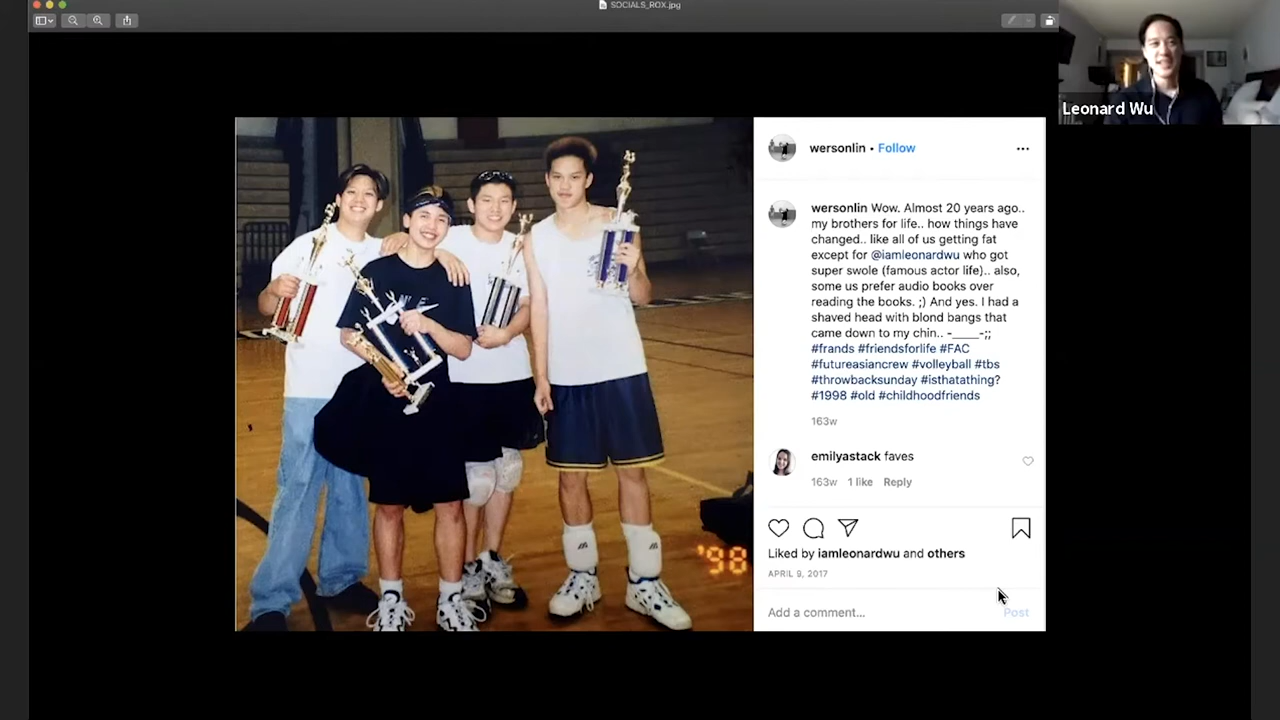 SOCIALS_ROX.jpg
Leonard Wu
wersonlin • Follow
wersonlin Wow. Almost 20 years ago..
my brothers for life.. how things have
changed.. like all of us getting fat
except for @iamleonardwu who got
super swole (famous actor life).. also,
some us prefer audio books over
reading the books. ;) And yes. I had a
shaved head with blond bangs that
came down to my chin.. -____-;;
#frands #friendsforlife #FAC
#futureasiancrew #volleyball #tbs
#throwbacksunday #isthatathing?
#1998 #old #childhoodfriends
163w
emilyastack faves
163w 1 like Reply
Liked by iamleonardwu and others
APRIL 9, 2017
Add a comment... Post
'98